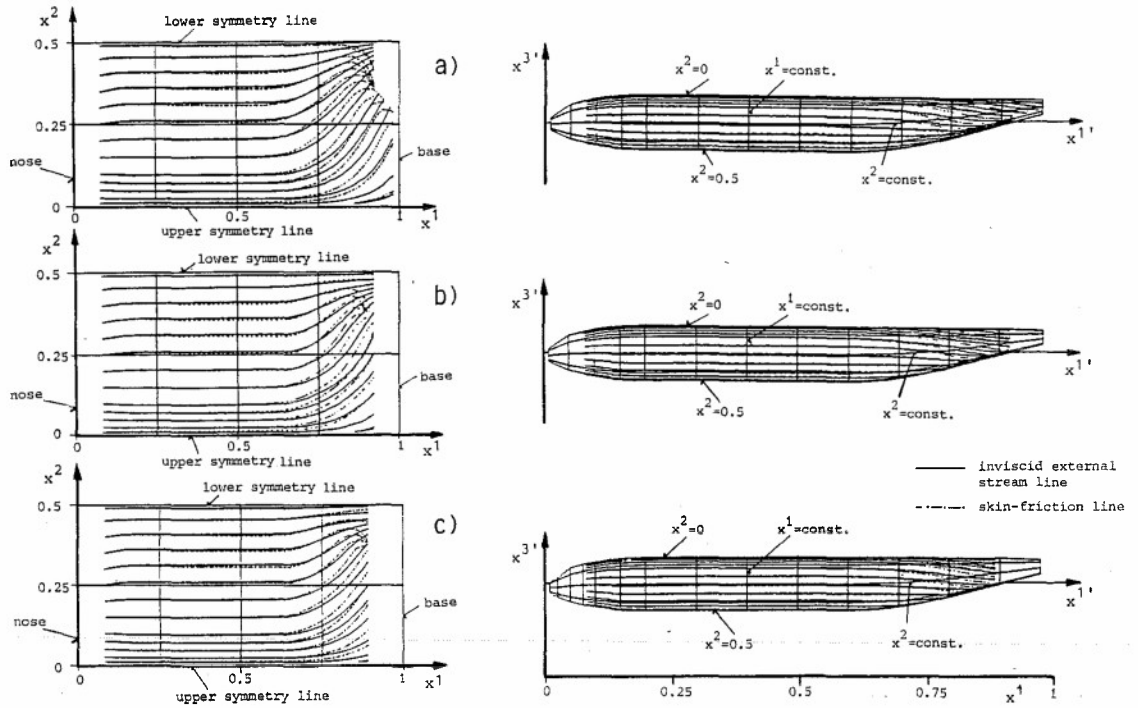 x²
lower symmetry line
0.5
a)
0.25
nose
base
0
0
0.5
1
x¹
upper symmetry line
x³'
x²=0
x¹=const.
x¹'
x²=0.5
x²=const.
x²
lower symmetry line
0.5
b)
0.25
nose
base
0
0
0.5
1
x¹
upper symmetry line
x³'
x²=0
x¹=const.
x¹'
x²=0.5
x²=const.
inviscid external
stream line
skin-friction line
x²
lower symmetry line
0.5
c)
0.25
nose
base
0
0
0.5
1
x¹
upper symmetry line
x³'
x²=0
x¹=const.
x¹'
x²=0.5
x²=const.
0
0.25
0.5
0.75
x¹
1